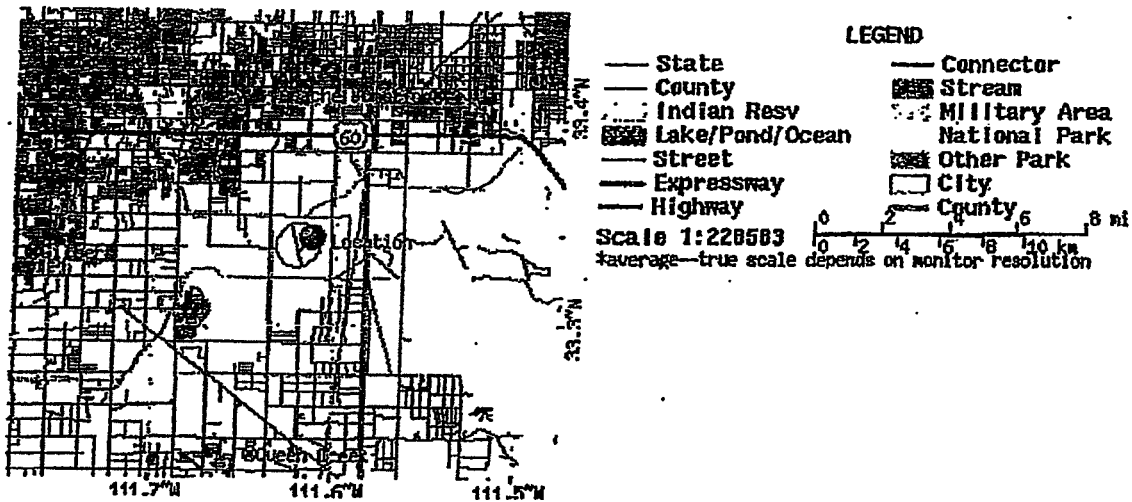 60
Location
Queen Creek
111.7°W
111.6°W
111.5°W
33.4°N
33.3°N
LEGEND
State
County
Indian Resv
Lake/Pond/Ocean
Street
Expressway
Highway
Connector
Stream
Military Area
National Park
Other Park
City
County
Scale 1:228583
0 2 4 6 8 mi
0 2 4 6 8 10 km
*average--true scale depends on monitor resolution